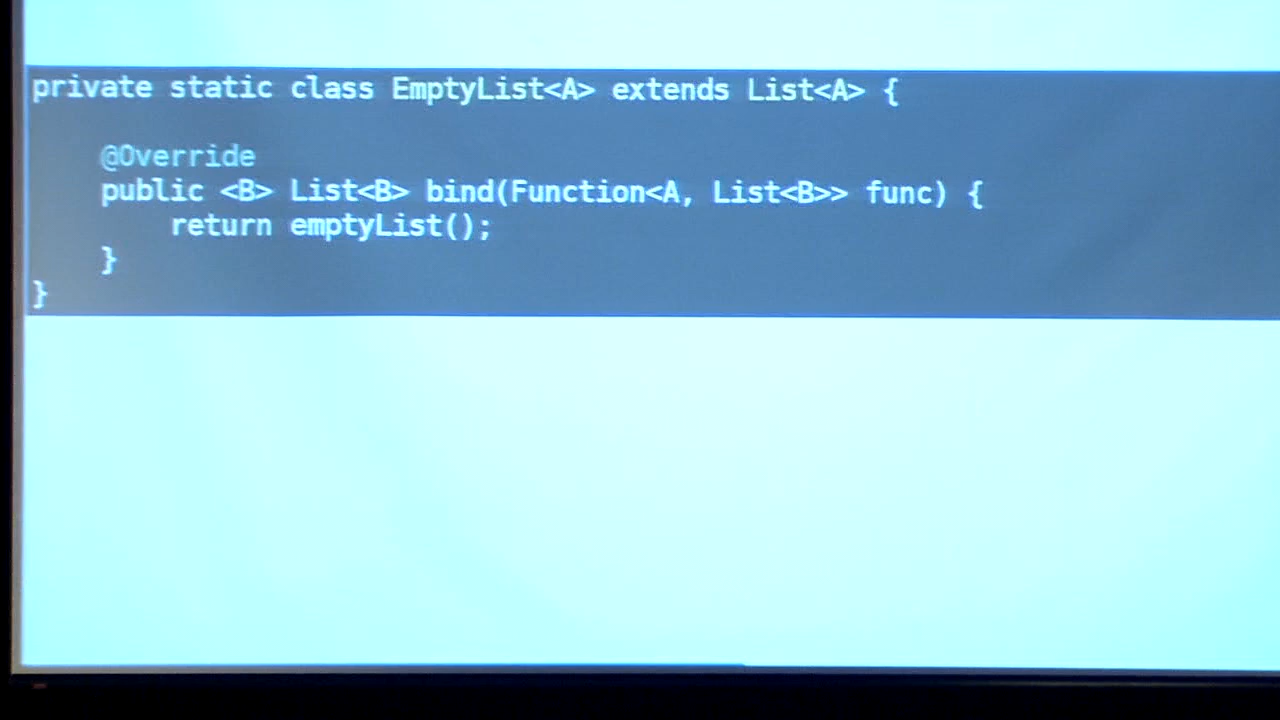 private static class EmptyList<A> extends List<A> {
@Override
public <B> List<B> bind(Function<A, List<B>> func) {
return emptyList();
}
}